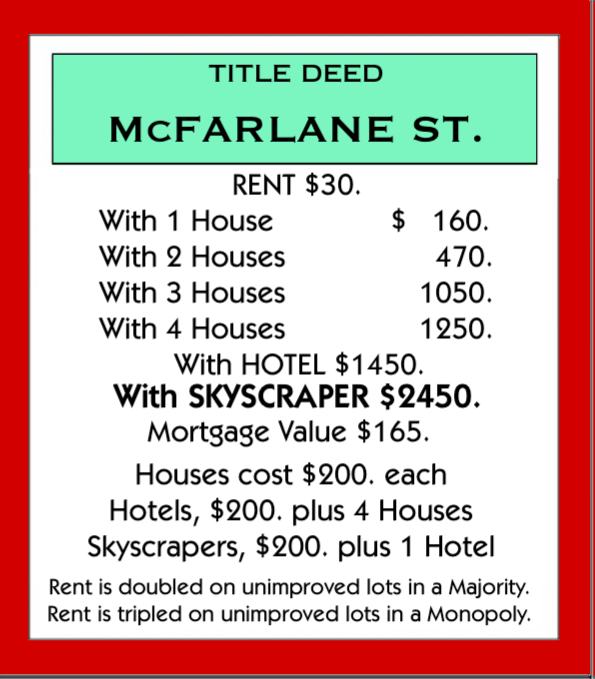 TITLE DEED
McFARLANE ST.
RENT $30.
With 1 House $ 160.
With 2 Houses 470.
With 3 Houses 1050.
With 4 Houses 1250.
With HOTEL $1450.
With SKYSCRAPER $2450.
Mortgage Value $165.
Houses cost $200. each
Hotels, $200. plus 4 Houses
Skyscrapers, $200. plus 1 Hotel
Rent is doubled on unimproved lots in a Majority.
Rent is tripled on unimproved lots in a Monopoly.